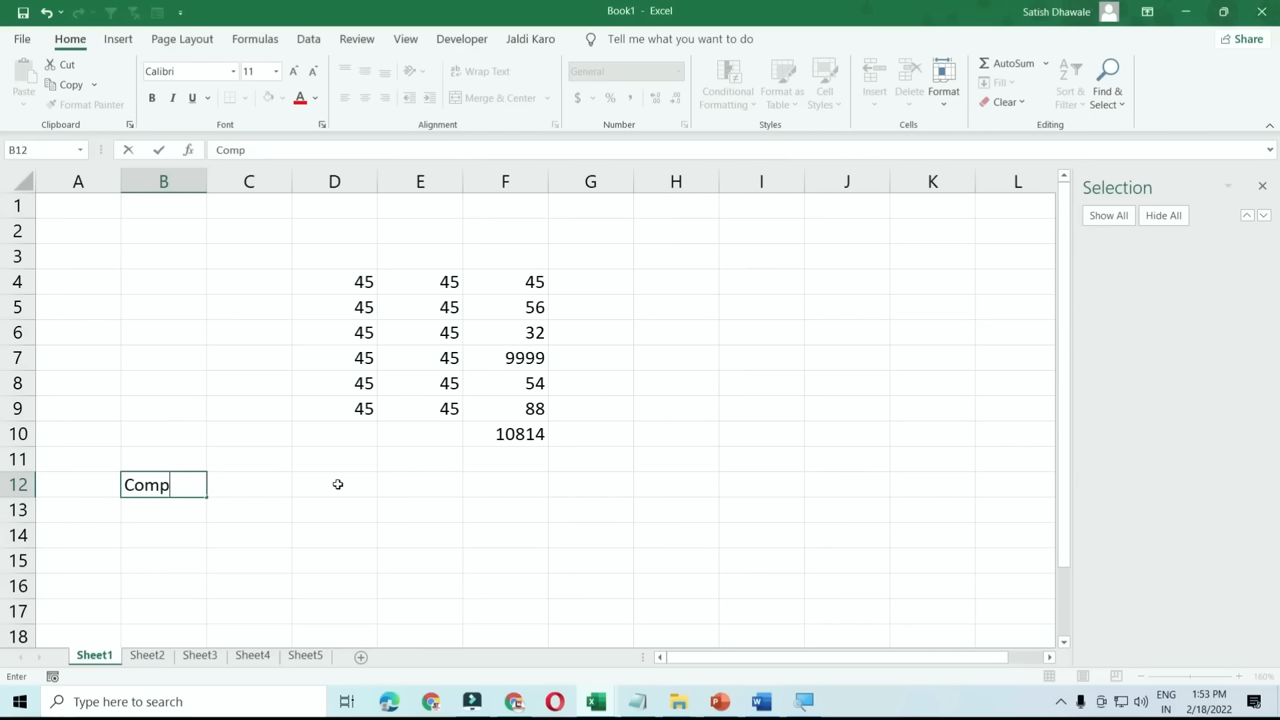 Book1 - Excel
Satish Dhawale
File Home Insert Page Layout Formulas Data Review View Developer Jaldi Karo Tell me what you want to do Share
Paste
Cut
Copy
Format Painter
Clipboard
Calibri 11 A A
B I U A
Font
Wrap Text
Merge & Center
Alignment
General
$ % ,
Number
Conditional Formatting
Format as Table
Cell Styles
Styles
Insert Delete Format
Cells
AutoSum
Fill
Clear
Sort & Filter
Find & Select
Editing
B12 fx Comp
A B C D E F G H I J K L
1
2
3
4 45 45 45
5 45 45 56
6 45 45 32
7 45 45 9999
8 45 45 54
9 45 45 88
10 10814
11
12 Comp
13
14
15
16
17
18
Selection
Show All Hide All
Sheet1 Sheet2 Sheet3 Sheet4 Sheet5
Enter 160%
Type here to search
ENG
IN
1:53 PM
2/18/2022